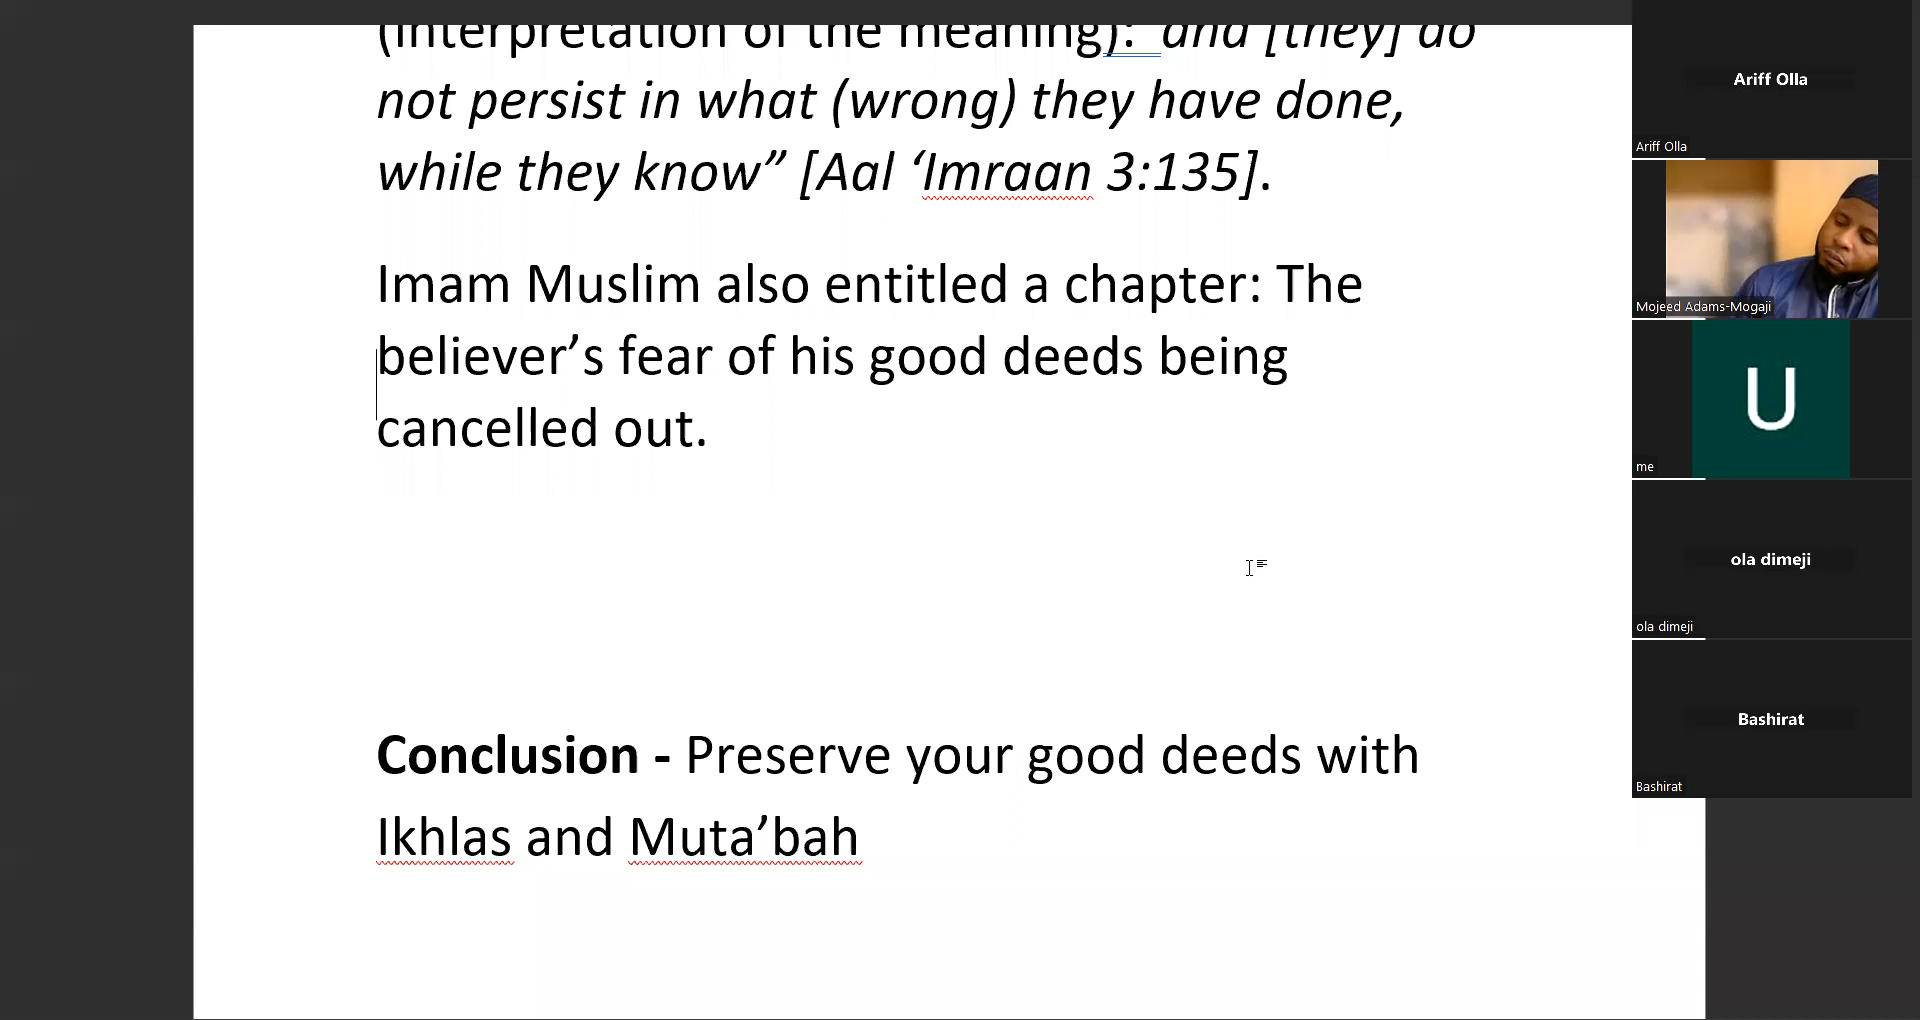 (interpretation of the meaning): “and [they] do
not persist in what (wrong) they have done,
while they know” [Aal ‘Imraan 3:135].
Imam Muslim also entitled a chapter: The
believer’s fear of his good deeds being
cancelled out.
Conclusion - Preserve your good deeds with
Ikhlas and Muta’bah
Ariff Olla
Ariff Olla
Mojeed Adams-Mogaji
U
me
ola dimeji
ola dimeji
Bashirat
Bashirat